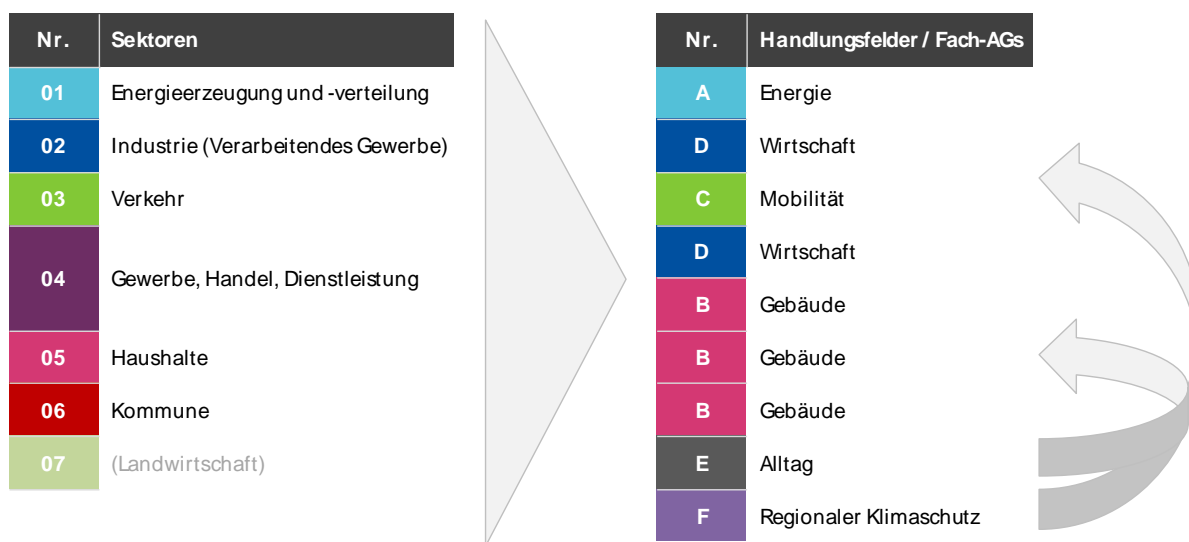 Nr. Sektoren
01 Energieerzeugung und -verteilung
02 Industrie (Verarbeitendes Gewerbe)
03 Verkehr
04 Gewerbe, Handel, Dienstleistung
05 Haushalte
06 Kommune
07 (Landwirtschaft)
Nr. Handlungsfelder / Fach-AGs
A Energie
D Wirtschaft
C Mobilität
D Wirtschaft
B Gebäude
B Gebäude
B Gebäude
E Alltag
F Regionaler Klimaschutz